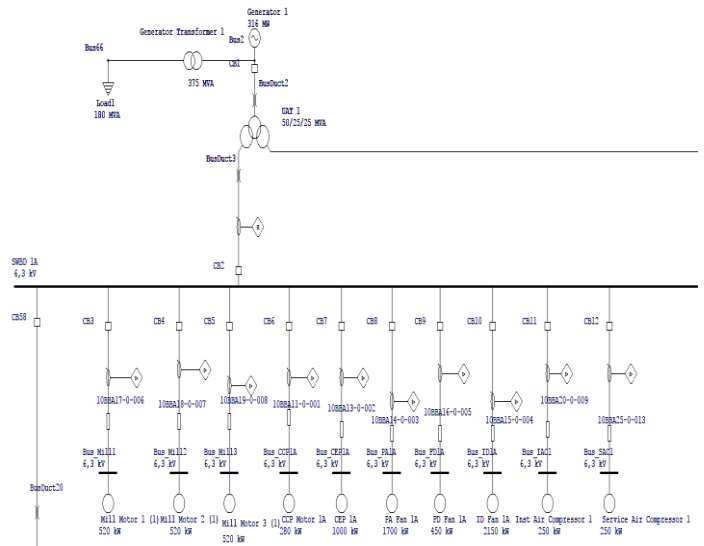 Generator 1
316 MW
Generator Transformer 1
Bus66
Bus2
CB1
375 MVA
BusDuct2
Load1
180 MVA
UAT 1
50/25/25 MVA
BusDuct3
R
CB2
SWBD 1A
6,3 kV
CB58
CB3
CB4
CB5
CB6
CB7
CB8
CB9
CB10
CB11
CB12
10BBA17-0-006
10BBA18-0-007
10BBA19-0-008
10BBA11-0-001
10BBA13-0-002
10BBA14-0-003
10BBA16-0-005
10BBA15-0-004
10BBA20-0-009
10BBA25-0-013
Bus_Mill1
6,3 kV
Bus_Mill2
6,3 kV
Bus_Mill3
6,3 kV
Bus_CCP1A
6,3 kV
Bus_CEP1A
6,3 kV
Bus_PA1A
6,3 kV
Bus_FD1A
6,3 kV
Bus_ID1A
6,3 kV
Bus_IAC1
6,3 kV
Bus_SAC1
6,3 kV
BusDuct20
Mill Motor 1 (1)
520 kW
Mill Motor 2 (1)
520 kW
Mill Motor 3 (1)
520 kW
CCP Motor 1A
280 kW
CEP 1A
1000 kW
PA Fan 1A
1700 kW
FD Fan 1A
450 kW
ID Fan 1A
2150 kW
Inst Air Compressor 1
250 kW
Service Air Compressor 1
250 kW